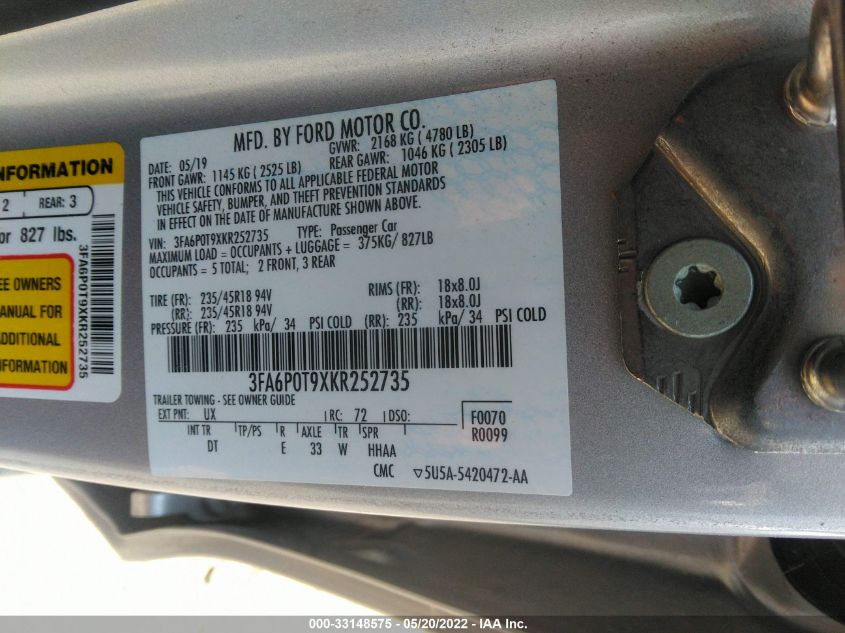 NFORMATION
2 REAR: 3
or 827 lbs.
EE OWNERS
MANUAL FOR
ADDITIONAL
INFORMATION
3FA6P0T9XKR252735
MFD. BY FORD MOTOR CO.
DATE: 05/19 GVWR: 2168 KG ( 4780 LB)
FRONT GAWR: 1145 KG ( 2525 LB) REAR GAWR: 1046 KG ( 2305 LB)
THIS VEHICLE CONFORMS TO ALL APPLICABLE FEDERAL MOTOR
VEHICLE SAFETY, BUMPER, AND THEFT PREVENTION STANDARDS
IN EFFECT ON THE DATE OF MANUFACTURE SHOWN ABOVE.
VIN: 3FA6P0T9XKR252735 TYPE: Passenger Car
MAXIMUM LOAD = OCCUPANTS + LUGGAGE = 375KG/ 827LB
OCCUPANTS = 5 TOTAL; 2 FRONT, 3 REAR
TIRE (FR): 235/45R18 94V RIMS (FR): 18x8.0J
(RR): 235/45R18 94V (RR): 18x8.0J
PRESSURE (FR): 235 kPa/ 34 PSI COLD (RR): 235 kPa/ 34 PSI COLD
3FA6P0T9XKR252735
TRAILER TOWING - SEE OWNER GUIDE
EXT PNT: UX RC: 72 DSO: F0070
INT TR TP/PS R AXLE TR SPR R0099
DT E 33 W HHAA
CMC ▽5U5A-5420472-AA
000-33148575 — 05/20/2022 — IAA Inc.